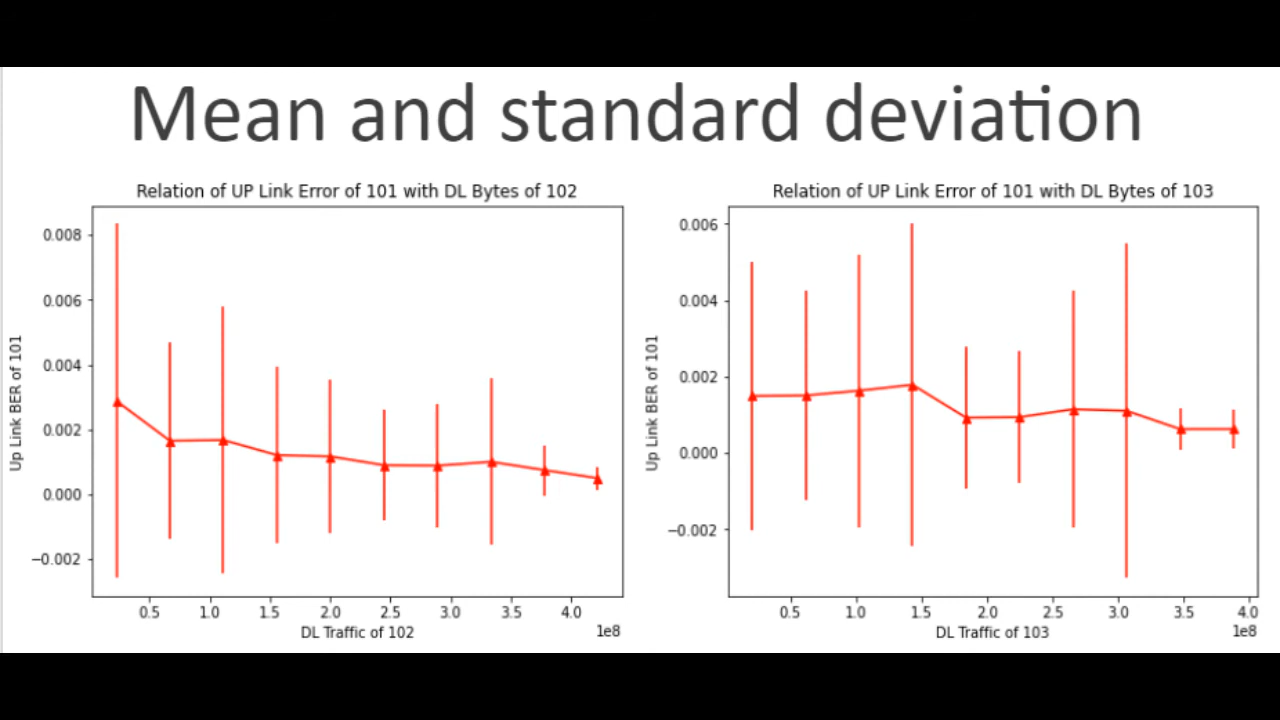 Mean and standard deviation
Relation of UP Link Error of 101 with DL Bytes of 102
Up Link BER of 101
0.008
0.006
0.004
0.002
0.000
−0.002
0.5 1.0 1.5 2.0 2.5 3.0 3.5 4.0
1e8
DL Traffic of 102
Relation of UP Link Error of 101 with DL Bytes of 103
Up Link BER of 101
0.006
0.004
0.002
0.000
−0.002
0.5 1.0 1.5 2.0 2.5 3.0 3.5 4.0
1e8
DL Traffic of 103